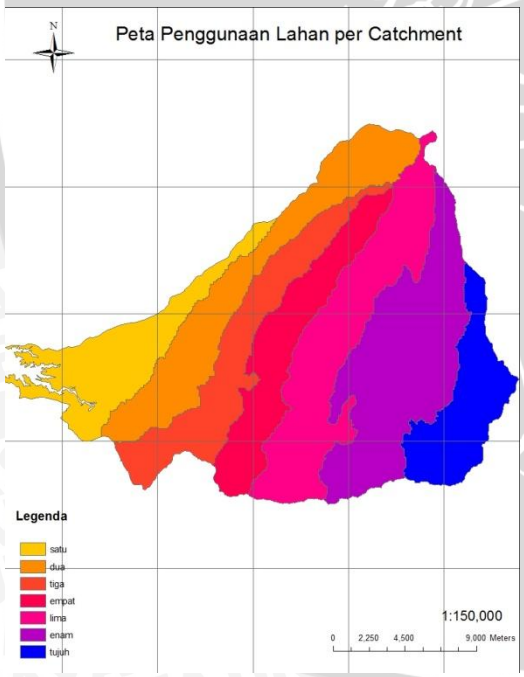 N
Peta Penggunaan Lahan per Catchment
Legenda
satu
dua
tiga
empat
lima
enam
tujuh
1:150,000
0 2,250 4,500 9,000 Meters